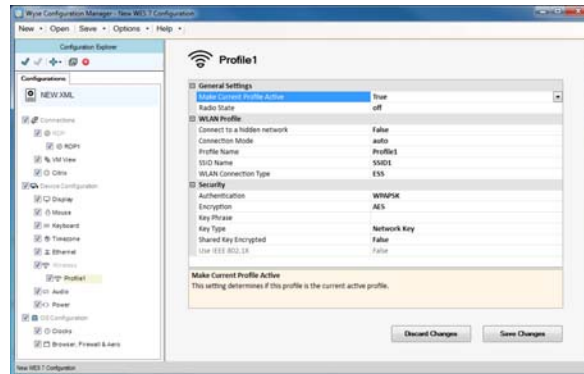 Wyse Configuration Manager - New WES 7 Configuration
New Open Save Options Help
Configuration Explorer
Configurations
NEW XML
Connections
RDP
RDP1
VM View
Citrix
Device Configuration
Display
Mouse
Keyboard
Timezone
Ethernet
Wireless
Profile1
Audio
Power
OS Configuration
Clocks
Browser, Firewall & Aero
Profile1
General Settings
Make Current Profile Active True
Radio State off
WLAN Profile
Connect to a hidden network False
Connection Mode auto
Profile Name Profile1
SSID Name SSID1
WLAN Connection Type ESS
Security
Authentication WPAPSK
Encryption AES
Key Phrase
Key Type Network Key
Shared Key Encrypted False
Use IEEE 802.1X False
Make Current Profile Active
This setting determines if this profile is the current active profile.
Discard Changes Save Changes
New WES 7 Configuration